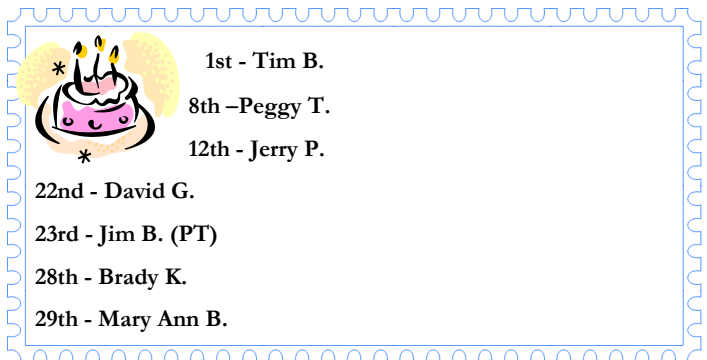 1st - Tim B.
8th –Peggy T.
12th - Jerry P.
22nd - David G.
23rd - Jim B. (PT)
28th - Brady K.
29th - Mary Ann B.